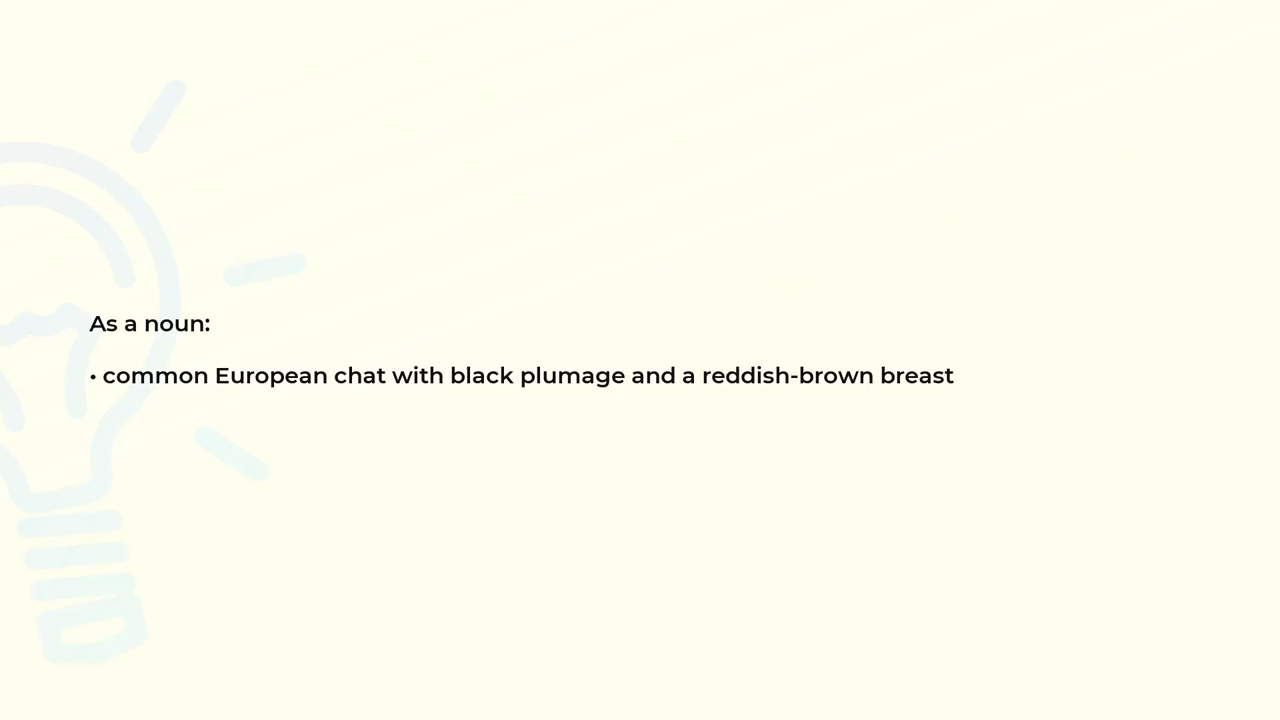 As a noun:
• common European chat with black plumage and a reddish-brown breast